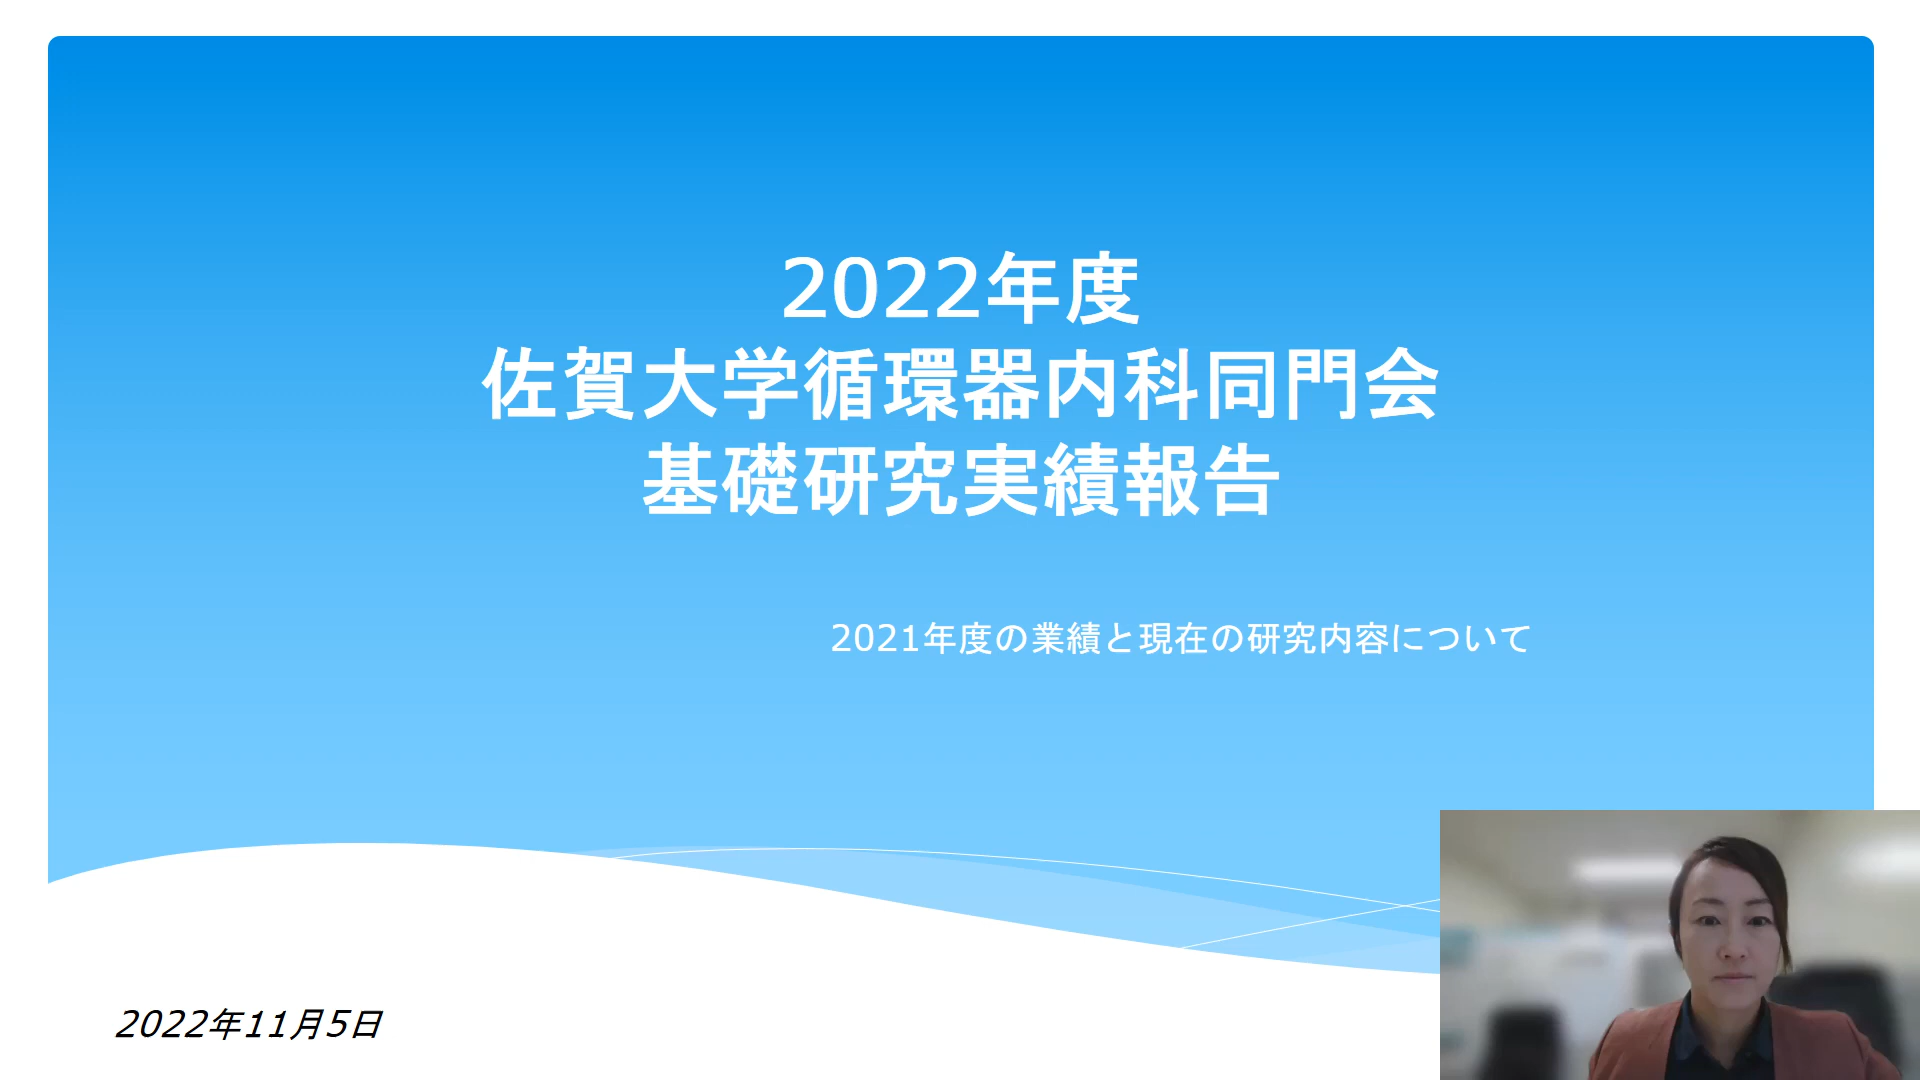 2022年度
佐賀大学循環器内科同門会
基礎研究実績報告
2021年度の業績と現在の研究内容について
2022年11月5日